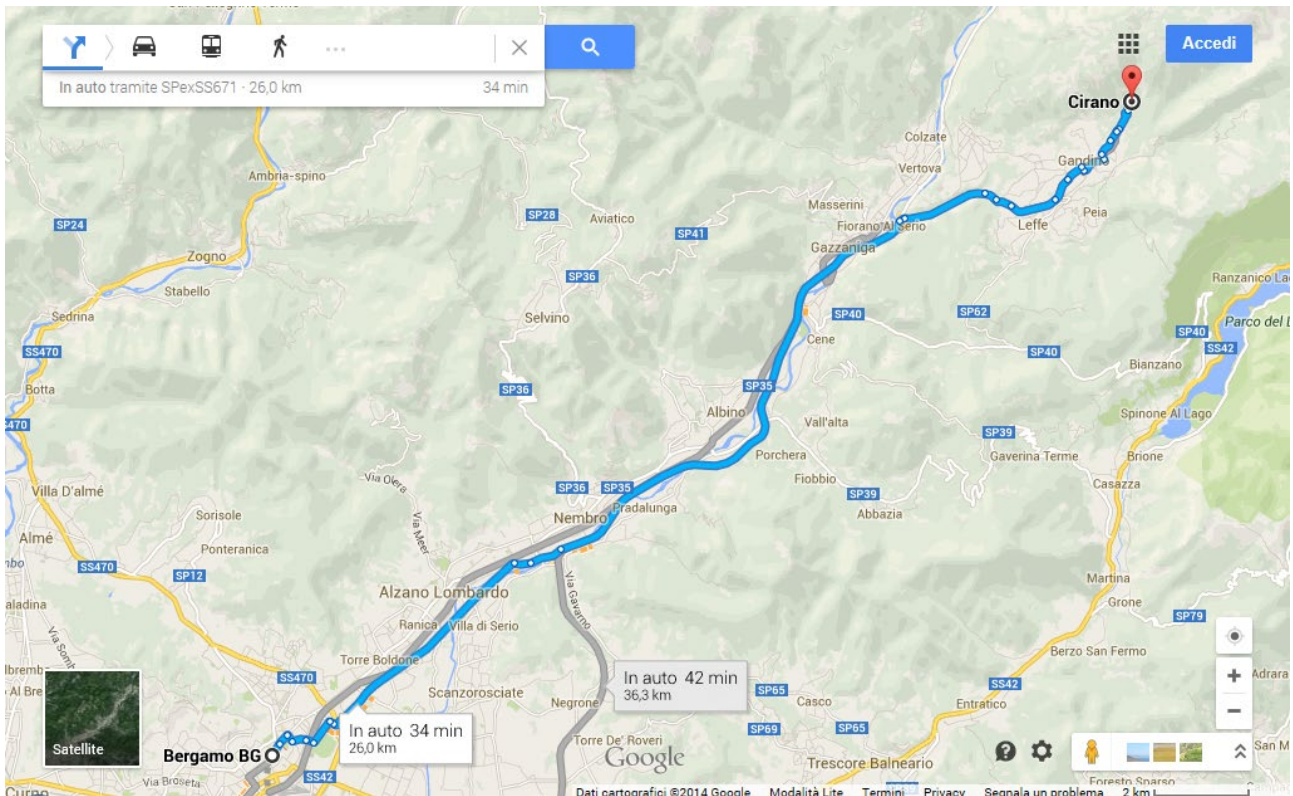 Accedi
In auto tramite SPexSS671 · 26,0 km 34 min
Cirano
Colzate
Gandino
Vertova
Ambria-spino
Masserini
SP28
Aviatico
SP24
SP41
Fiorano Al Serio
Peia
Leffe
Gazzaniga
Zogno
SP36
Stabello
Ranzanico
Sedrina
Selvino
SP40
SP62
Parco del L
SP40
Cene
SS42
SS470
SP40
Bianzano
Botta
SP36
SP35
Albino
Spinone Al Lago
Vall'alta
SP39
Porchera
Gaverina Terme
Brione
Via Olera
Fiobbio
Casazza
Villa D'almé
SP36
SP35
SP39
Sorisole
Pradalunga
Abbazia
Nembro
Almé
Via Meer
Ponteranica
SS470
SP12
Martina
Alzano Lombardo
Via Gavarno
Grone
Ranica
Villa di Serio
SP79
Berzo San Fermo
Torre Boldone
SS470
Scanzorosciate
In auto 42 min
36,3 km
SP65
SS42
Casco
Entratico
Negrone
In auto 34 min
26,0 km
SP69
SP65
Torre De' Roveri
Satellite
Bergamo BG
Google
Trescore Balneario
SS42
Via Broseta
Foresto Sparso
Curno
Dati cartografici ©2014 Google Modalità Lite Termini Privacy Segnala un problema 2 km